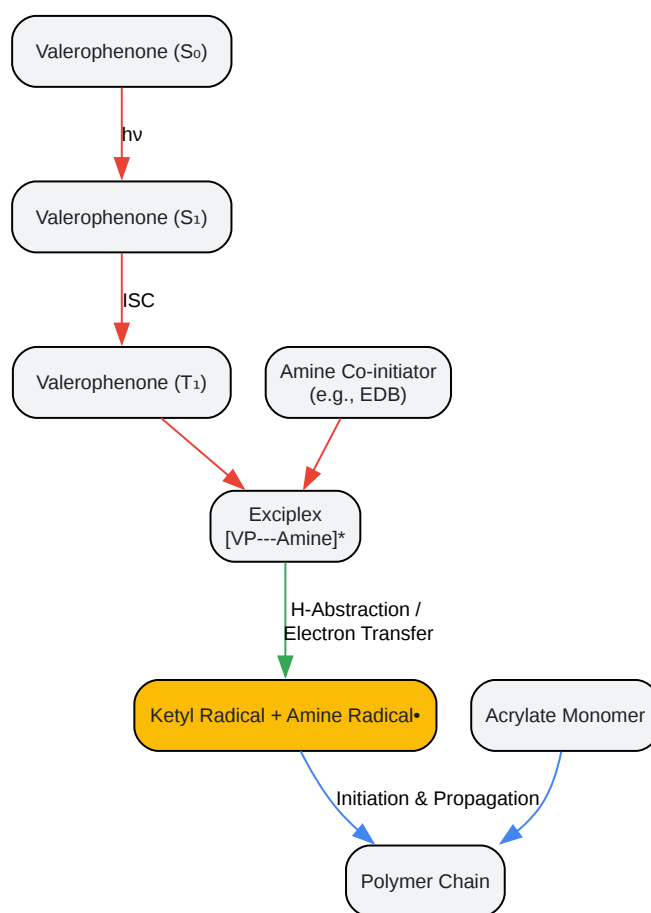 Valerophenone (S₀)
hν
Valerophenone (S₁)
ISC
Valerophenone (T₁)
Amine Co-initiator
(e.g., EDB)
Exciplex
[VP---Amine]*
H-Abstraction /
Electron Transfer
Ketyl Radical + Amine Radical•
Acrylate Monomer
Initiation & Propagation
Polymer Chain